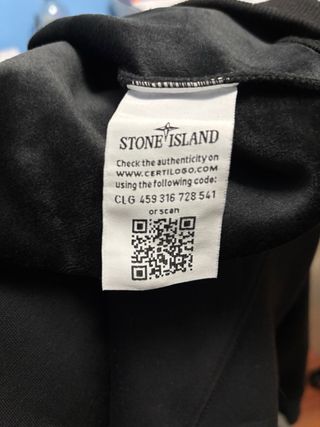 STONE ISLAND
Check the authenticity on
WWW.CERTILOGO.COM
using the following code:
CLG 459 316 728 541
or scan